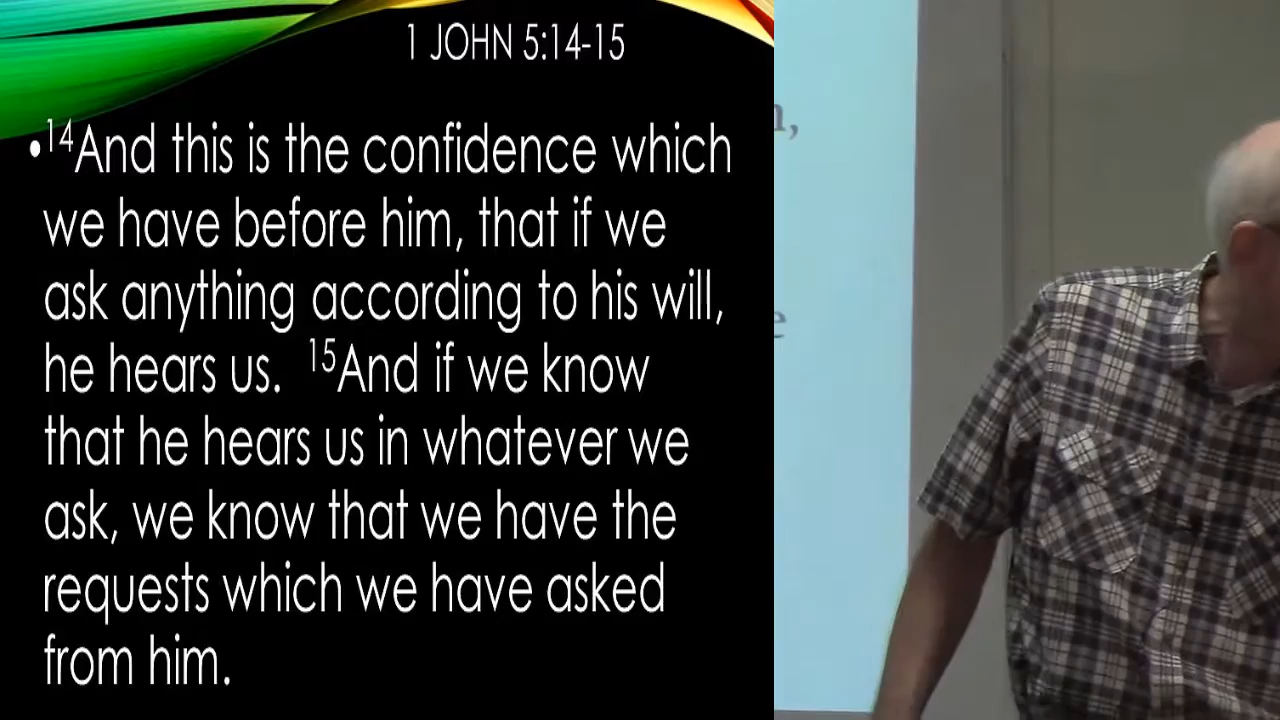 1 JOHN 5:14-15
•14And this is the confidence which
we have before him, that if we
ask anything according to his will,
he hears us. 15And if we know
that he hears us in whatever we
ask, we know that we have the
requests which we have asked
from him.